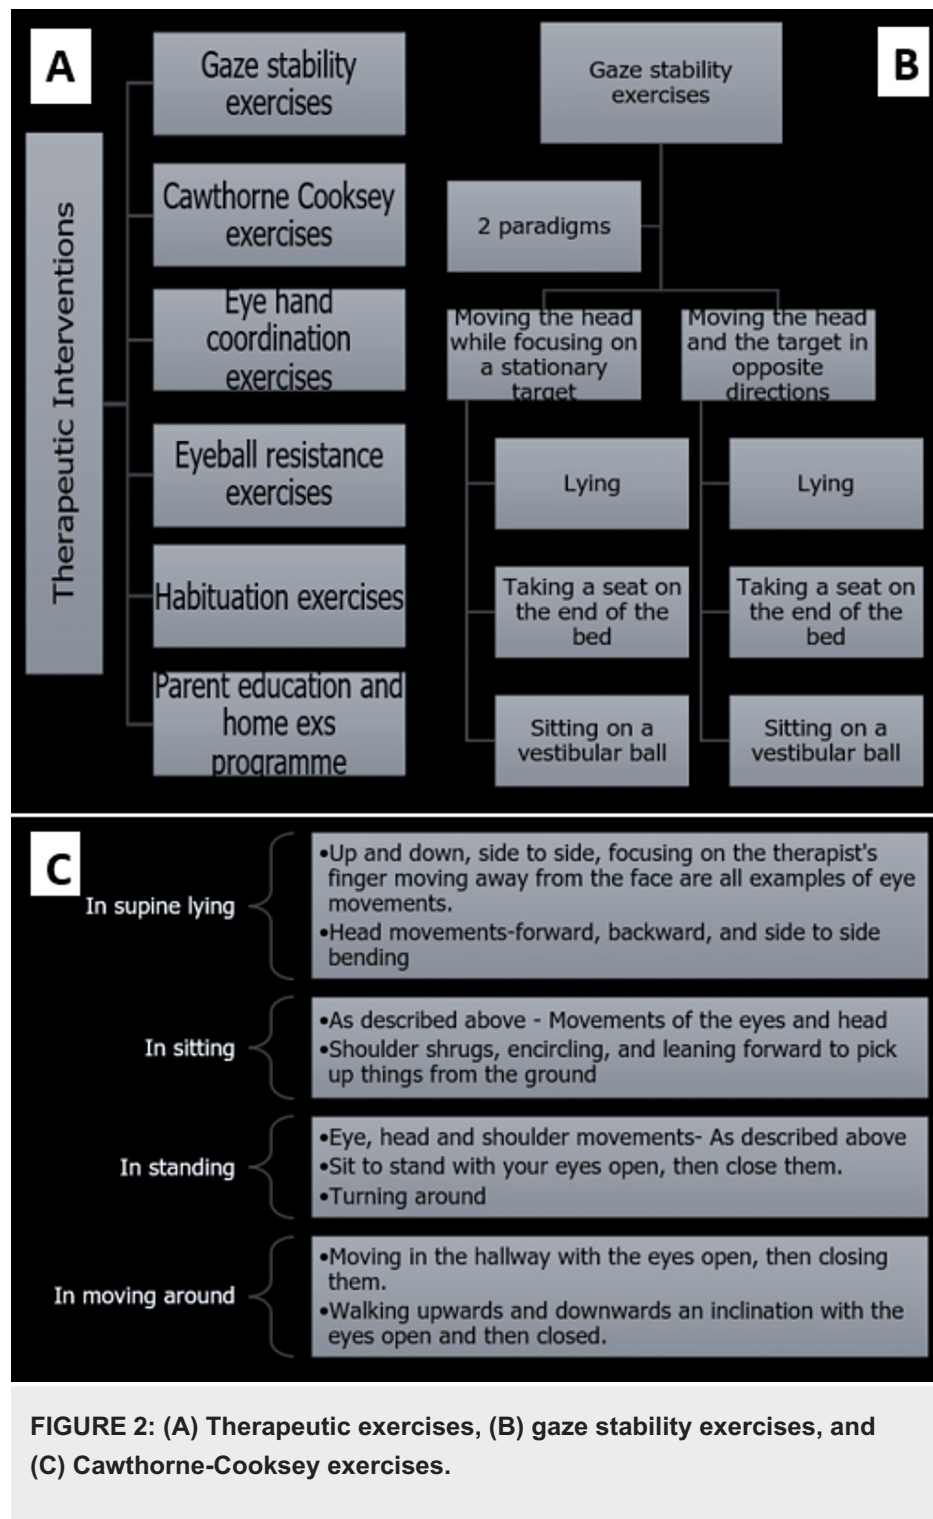 A
Therapeutic Interventions
Gaze stability
exercises
Cawthorne Cooksey
exercises
Eye hand
coordination
exercises
Eyeball resistance
exercises
Habituation exercises
Parent education and
home exs
programme
B
Gaze stability
exercises
2 paradigms
Moving the head
while focusing on
a stationary
target
Moving the head
and the target in
opposite
directions
Lying
Taking a seat on
the end of the
bed
Sitting on a
vestibular ball
Lying
Taking a seat on
the end of the
bed
Sitting on a
vestibular ball
C
In supine lying
•Up and down, side to side, focusing on the therapist's
finger moving away from the face are all examples of eye
movements.
•Head movements-forward, backward, and side to side
bending
In sitting
•As described above - Movements of the eyes and head
•Shoulder shrugs, encircling, and leaning forward to pick
up things from the ground
In standing
•Eye, head and shoulder movements- As described above
•Sit to stand with your eyes open, then close them.
•Turning around
In moving around
•Moving in the hallway with the eyes open, then closing
them.
•Walking upwards and downwards an inclination with the
eyes open and then closed.
FIGURE 2: (A) Therapeutic exercises, (B) gaze stability exercises, and
(C) Cawthorne-Cooksey exercises.